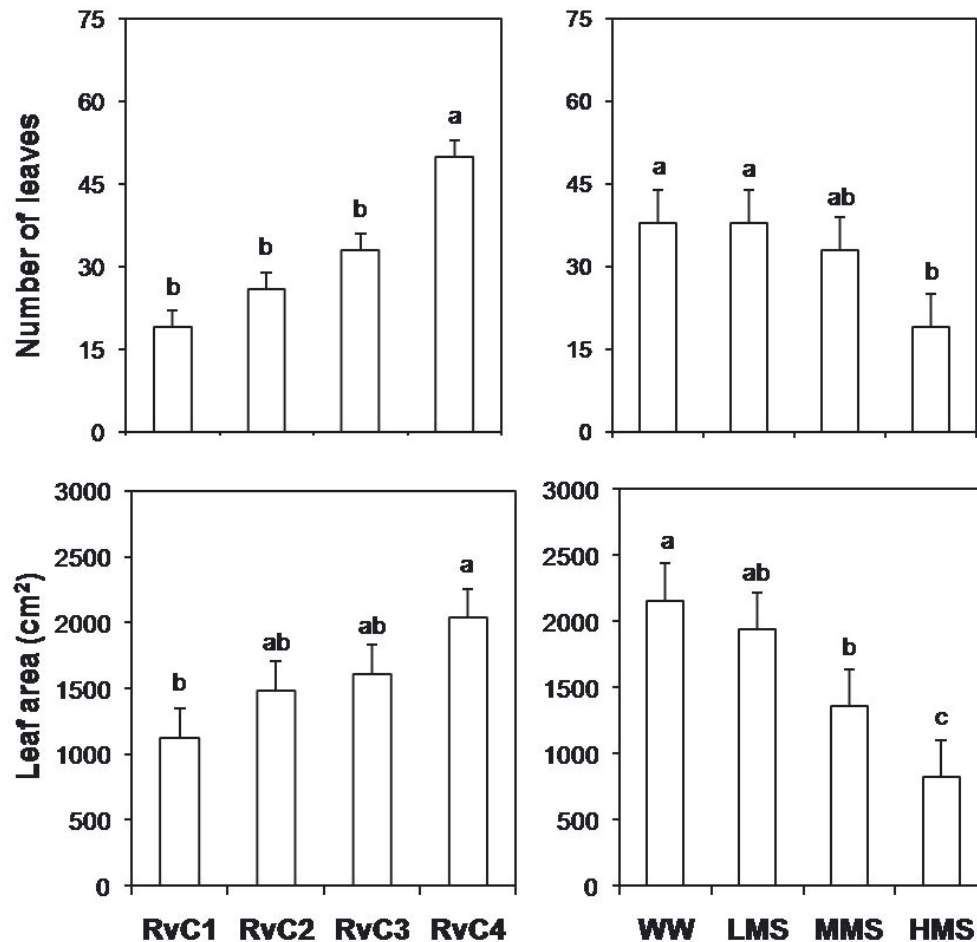 Number of leaves
75
60
45
30
15
0
b
b
b
a
75
60
45
30
15
0
a
a
ab
b
Leaf area (cm²)
3000
2500
2000
1500
1000
500
0
b
ab
ab
a
RvC1 RvC2 RvC3 RvC4
3000
2500
2000
1500
1000
500
0
a
ab
b
c
WW LMS MMS HMS